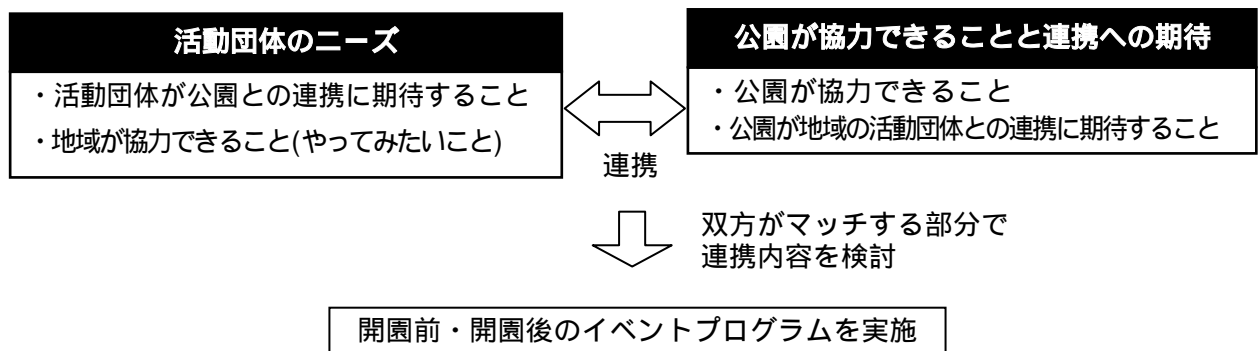 活動団体のニーズ
・活動団体が公園との連携に期待すること
・地域が協力できること(やってみたいこと)
公園が協力できることと連携への期待
・公園が協力できること
・公園が地域の活動団体との連携に期待すること
連携
双方がマッチする部分で
連携内容を検討
開園前・開園後のイベントプログラムを実施